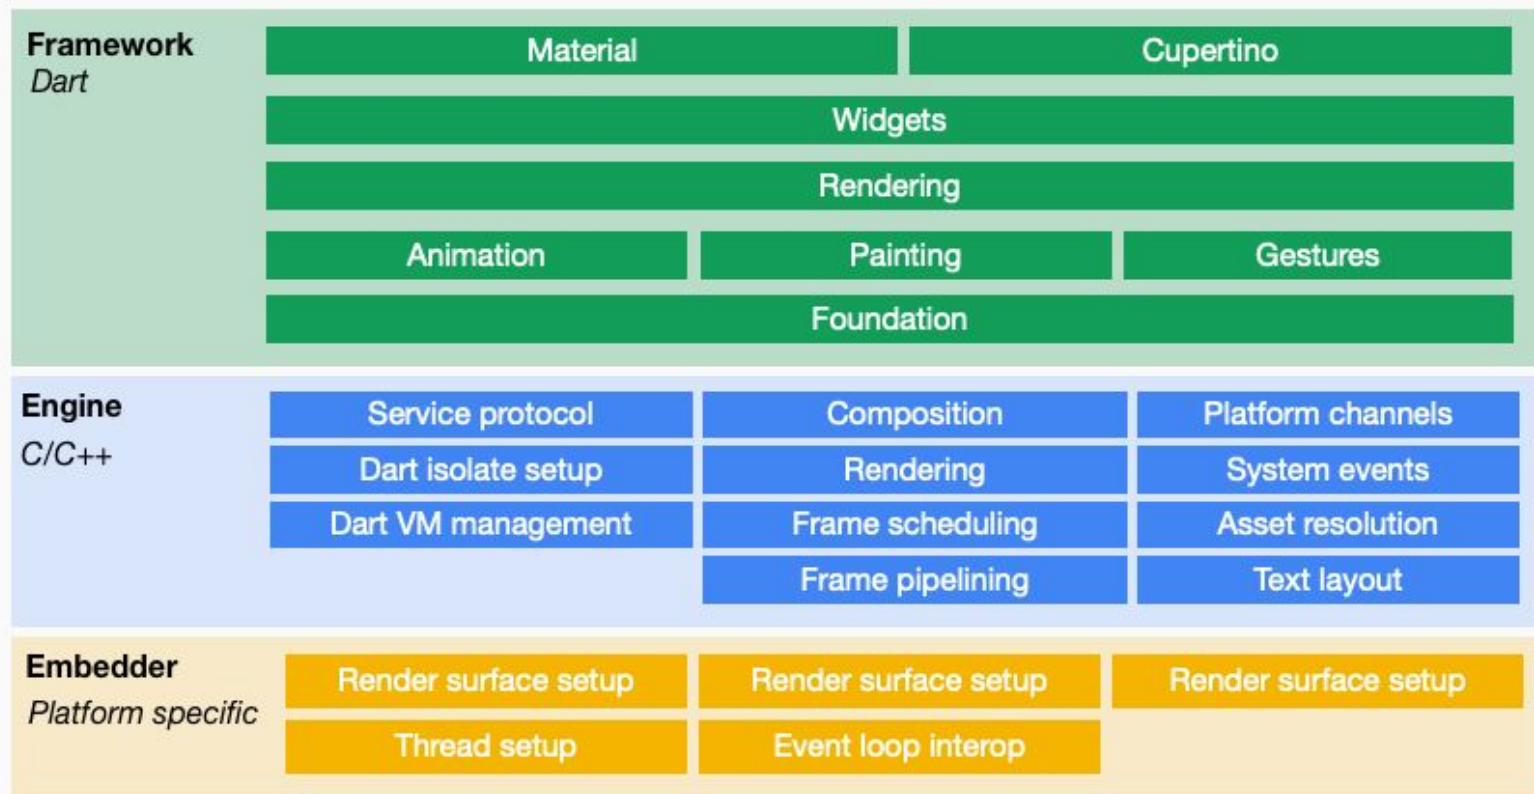 Framework
Dart
Material
Cupertino
Widgets
Rendering
Animation
Painting
Gestures
Foundation
Engine
C/C++
Service protocol
Composition
Platform channels
Dart isolate setup
Rendering
System events
Dart VM management
Frame scheduling
Asset resolution
Frame pipelining
Text layout
Embedder
Platform specific
Render surface setup
Render surface setup
Render surface setup
Thread setup
Event loop interop